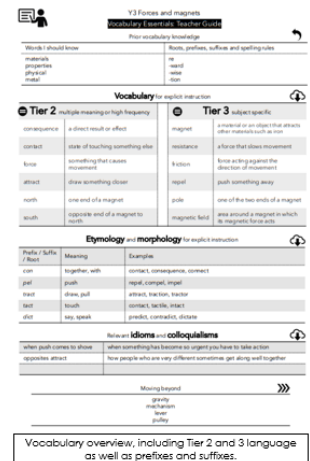 Y3 Forces and magnets
Vocabulary Essentials: Teacher Guide
Prior vocabulary knowledge
Words I should know
Roots, prefixes, suffixes and spelling rules
materials
properties
physical
metal
-re
-ward
-wise
-tion
Vocabulary for explicit instruction
Tier 2 multiple meaning or high frequency
Tier 3 subject specific
consequence a direct result or effect
magnet a material or an object that attracts other materials such as iron
contact state of touching something else
resistance a force that slows movement
force something that causes movement
friction force acting against the direction of movement
attract draw something closer
repel push something away
north one end of a magnet
pole one of the two ends of a magnet
south opposite end of a magnet to north
magnetic field area around a magnet in which its magnetic force acts
Etymology and morphology for explicit instruction
Prefix / Suffix / Root Meaning Examples
con together, with contact, consequence, connect
pel push repel, compel, impel
tract draw, pull attract, traction, tractor
tact touch contact, tactile, intact
dict say, speak predict, contradict, dictate
Relevant idioms and colloquialisms
when push comes to shove when something has become so urgent you have to take action
opposites attract how people who are very different sometimes get along well together
Moving beyond
gravity
mechanism
lever
pulley
Vocabulary overview, including Tier 2 and 3 language
as well as prefixes and suffixes.